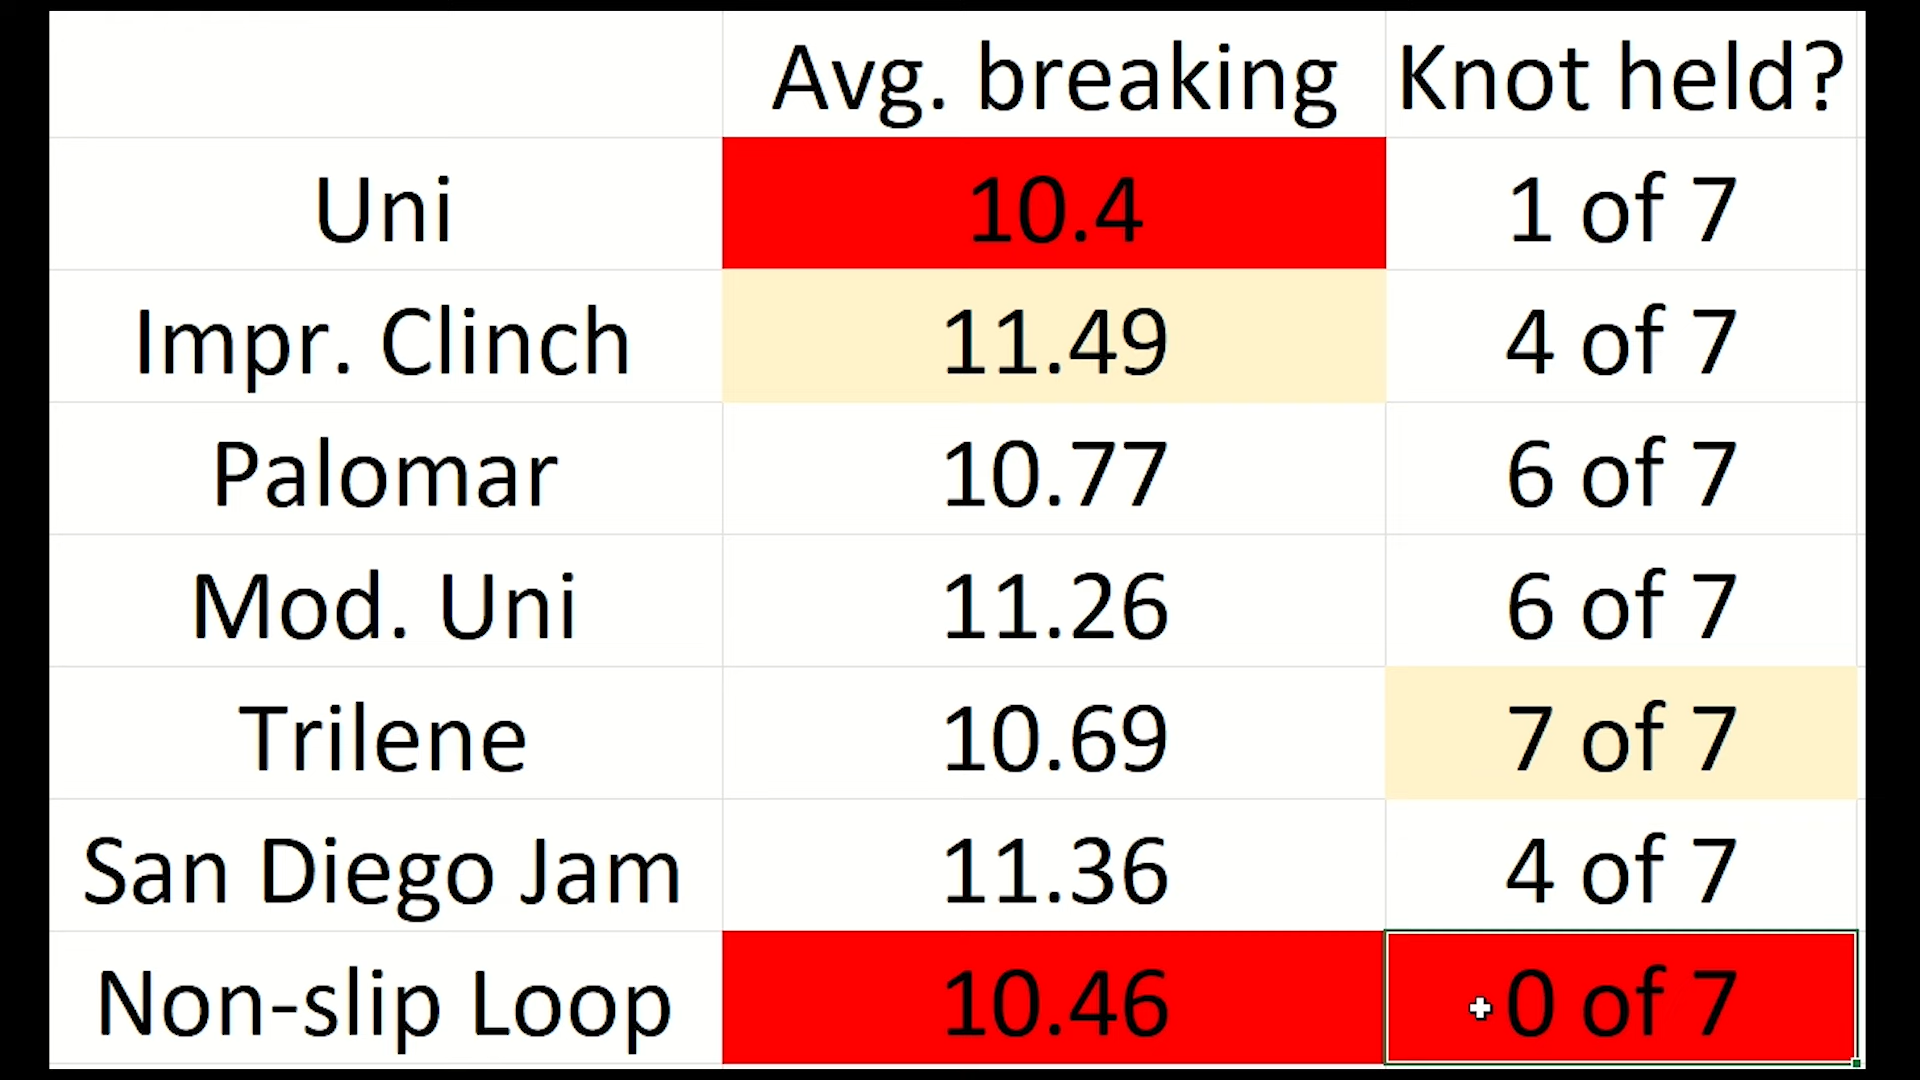 Avg. breaking Knot held?
Uni 10.4 1 of 7
Impr. Clinch 11.49 4 of 7
Palomar 10.77 6 of 7
Mod. Uni 11.26 6 of 7
Trilene 10.69 7 of 7
San Diego Jam 11.36 4 of 7
Non-slip Loop 10.46 0 of 7